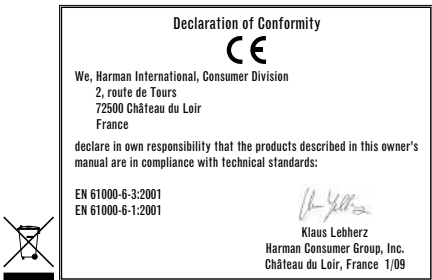 Declaration of Conformity
CE
We, Harman International, Consumer Division
2, route de Tours
72500 Château du Loir
France
declare in own responsibility that the products described in this owner's
manual are in compliance with technical standards:
EN 61000-6-3:2001
EN 61000-6-1:2001
Klaus Lebherz
Harman Consumer Group, Inc.
Château du Loir, France 1/09